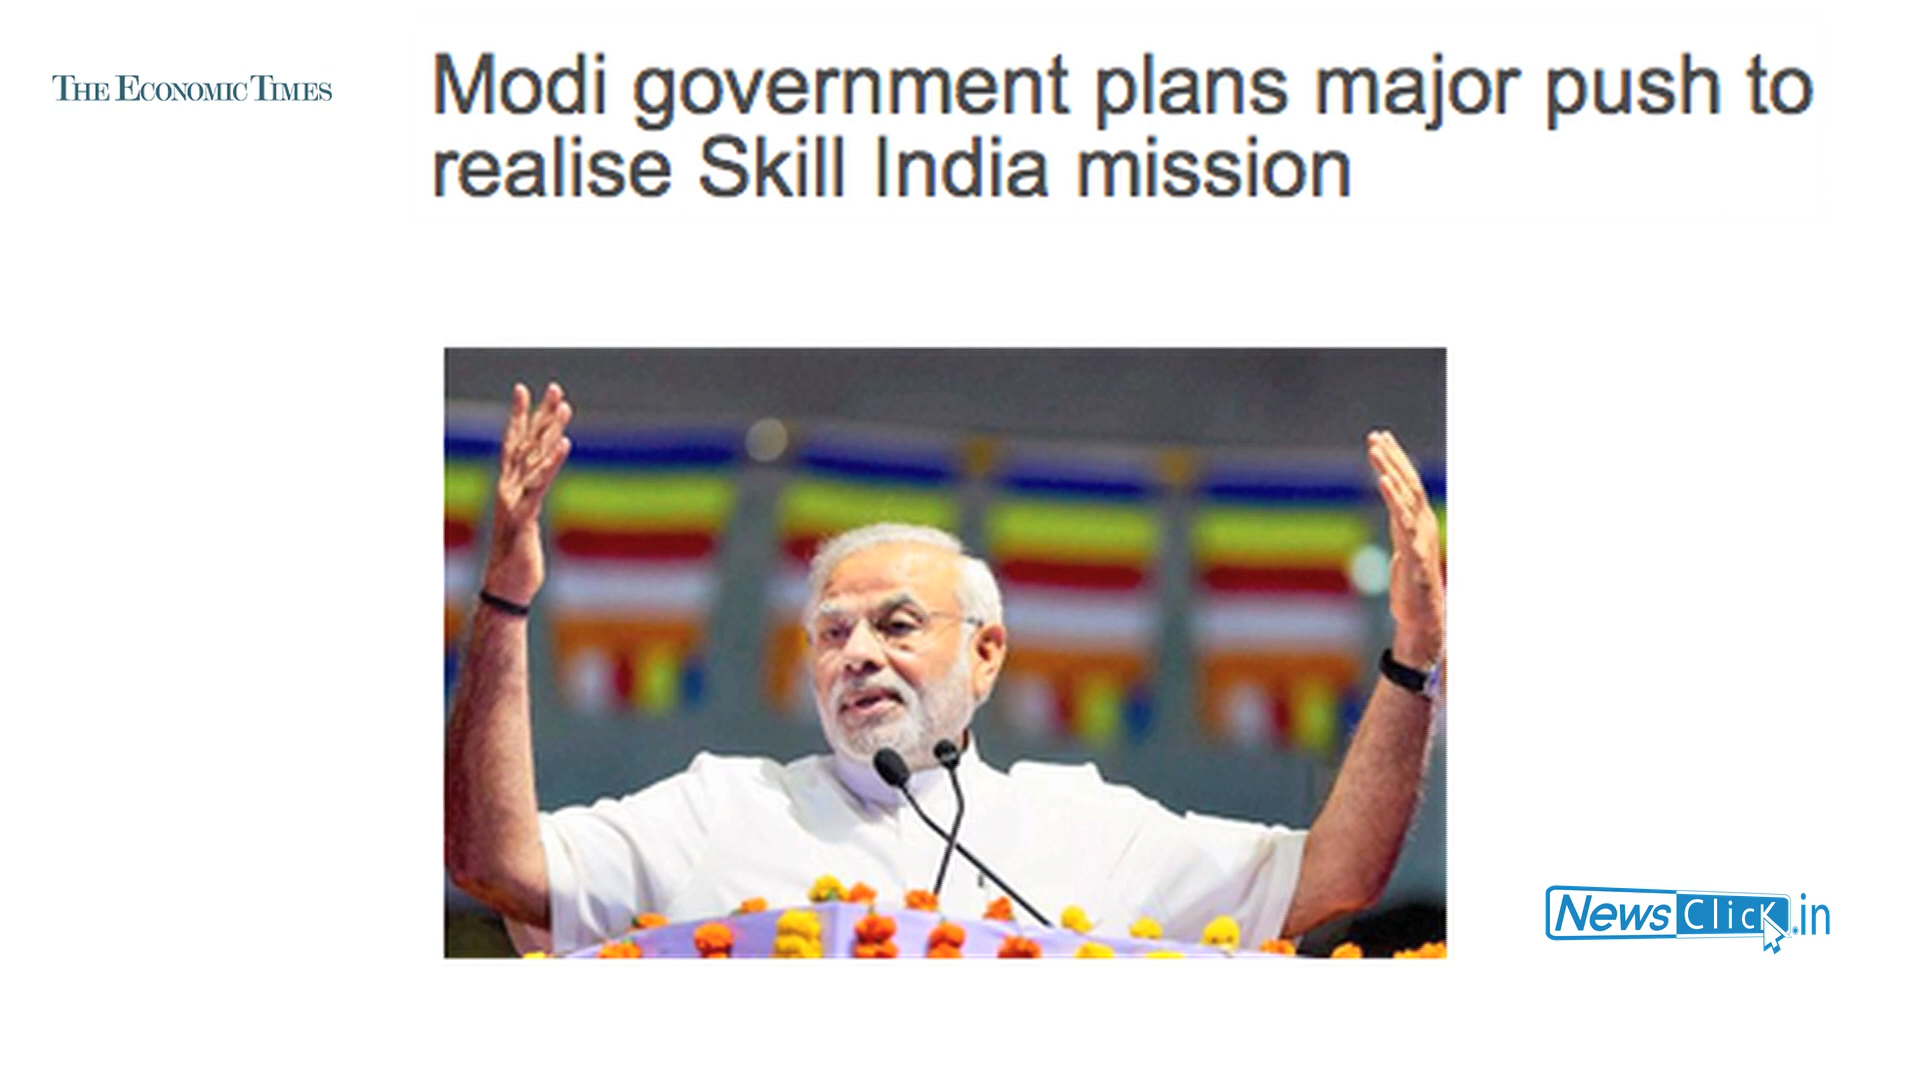 THE ECONOMIC TIMES
Modi government plans major push to
realise Skill India mission
NewsClick.in